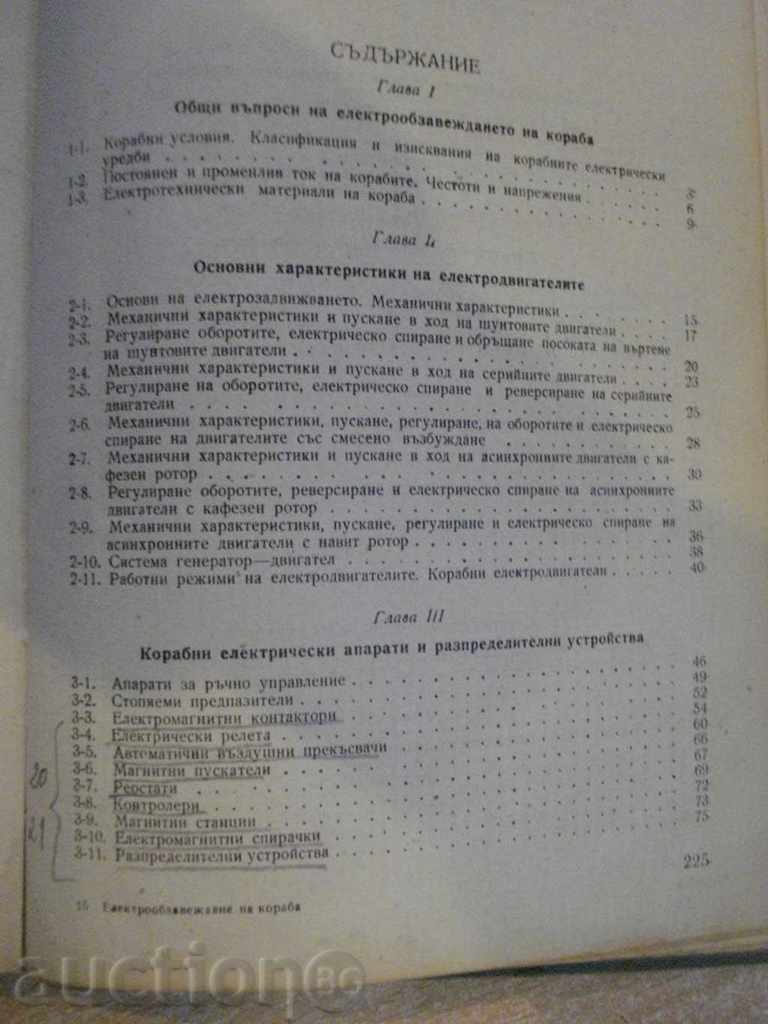 СЪДЪРЖАНИЕ
Глава I
Общи въпроси на електрообзавеждането на кораба
1-1. Корабни условия. Класификация и изисквания на корабните електрически
уредби . . . . . . . . . . 3
1-2. Постоянен и променлив ток на корабите. Честоти и напрежения . . . . 6
1-3. Електротехнически материали на кораба . . . . . . . . . 9
Глава II
Основни характеристики на електродвигателите
2-1. Основи на електрозадвижването. Механични характеристики . . . . . 15
2-2. Механични характеристики и пускане в ход на шунтовите двигатели . . . . 17
2-3. Регулиране оборотите, електрическо спиране и обръщане посоката на въртене
на шунтовите двигатели . . . . . . . . . . 20
2-4. Механични характеристики и пускане в ход на серийните двигатели . . . . 23
2-5. Регулиране на оборотите, електрическо спиране и реверсиране на серийните
двигатели . . . . . . . . . . 25
2-6. Механични характеристики, пускане, регулиране, на оборотите и електрическо
спиране на двигателите със смесено възбуждане . . . . . . . 28
2-7. Механични характеристики и пускане в ход на асинхронните двигатели с ка-
фезен ротор . . . . . . . . . . 30
2-8. Регулиране оборотите, реверсиране и електрическо спиране на асинхронните
двигатели с кафезен ротор . . . . . . . . . . 33
2-9. Механични характеристики, пускане, регулиране и електрическо спиране на
асинхронните двигатели с навит ротор . . . . . . . . . . 36
2-10. Система генератор—двигател . . . . . . . . . . 38
2-11. Работни режими на електродвигателите. Корабни електродвигатели . . . . . 40
Глава III
Корабни електрически апарати и разпределителни устройства
3-1. Апарати за ръчно управление . . . . . . . . . . 46
3-2. Стопяеми предпазители . . . . . . . . . . 49
3-3. Електромагнитни контактори . . . . . . . . . . 52
3-4. Електрически релета . . . . . . . . . . 54
3-5. Автоматични въздушни прекъсвачи . . . . . . . . . . 60
3-6. Магнитни пускатели . . . . . . . . . . 66
3-7. Реостати . . . . . . . . . . 67
3-8. Контролери . . . . . . . . . . 69
3-9. Магнитни станции . . . . . . . . . . 72
3-10. Електромагнитни спирачки . . . . . . . . . . 73
3-11. Разпределителни устройства . . . . . . . . . . 75
20
21
225
15 Електрообзавежане на кораба
auctionBG